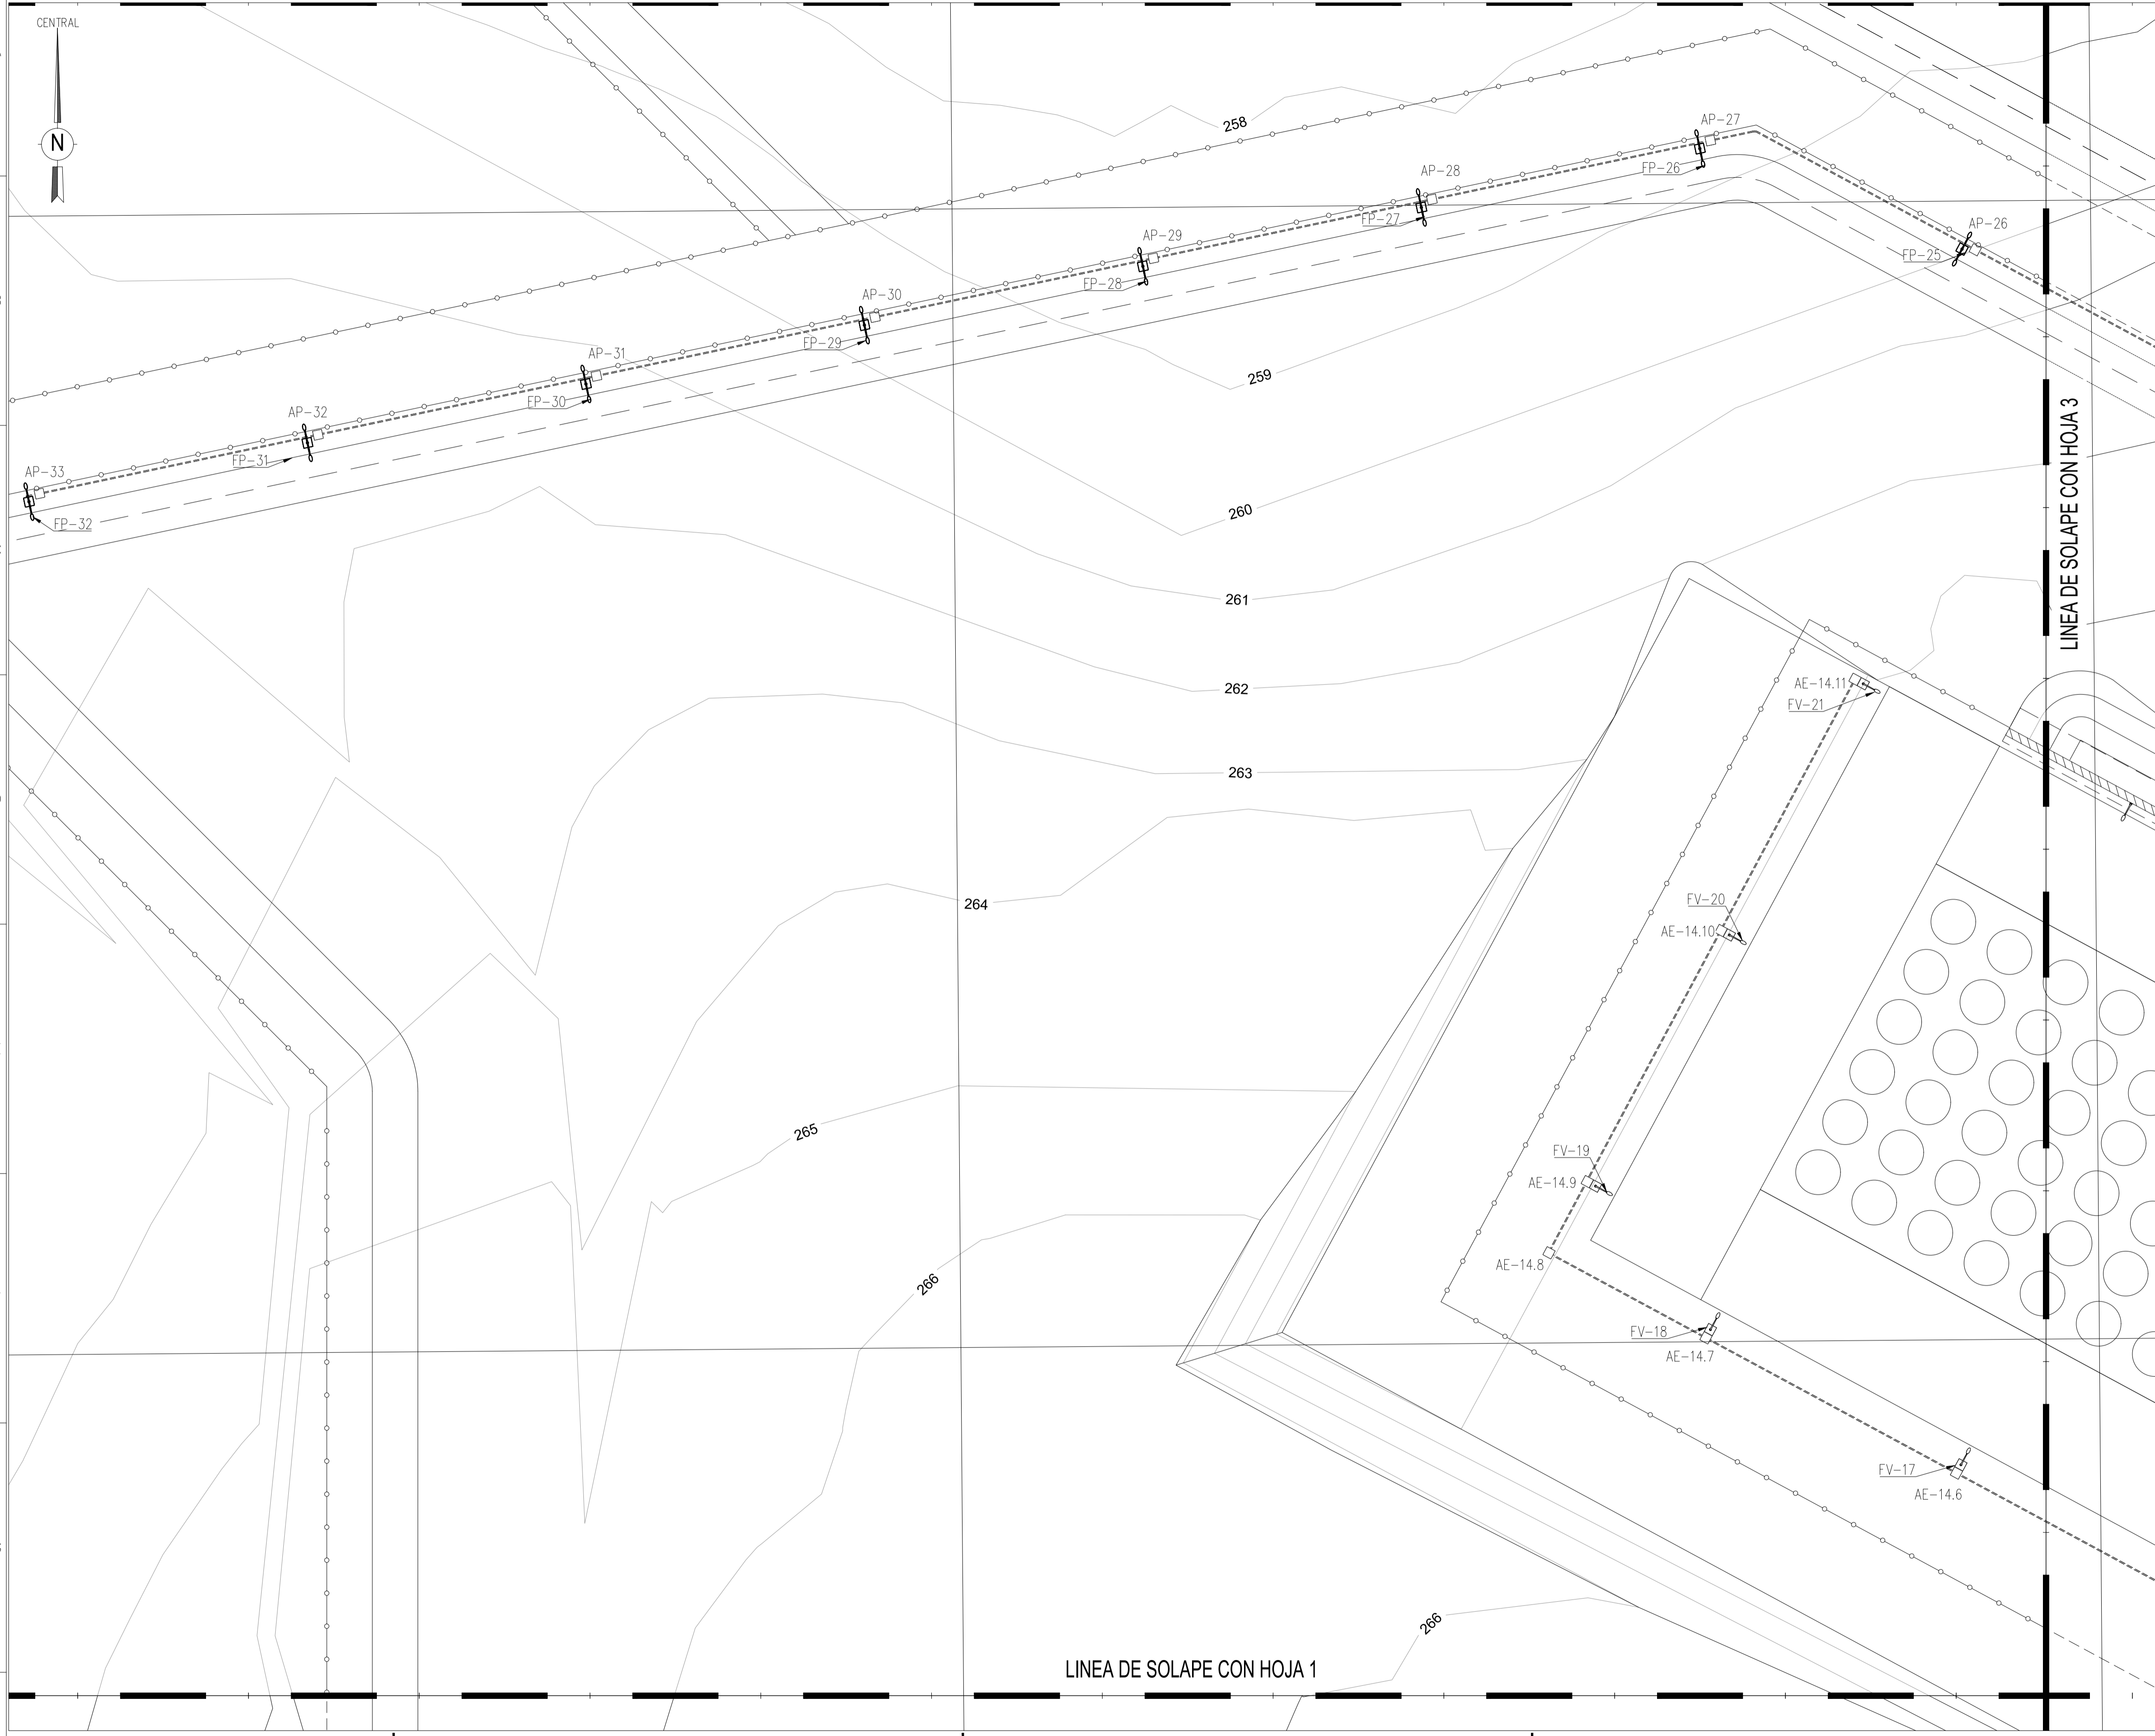 CENTRAL
N
258
AP-27
FP-26
AP-28
FP-27
AP-26
FP-25
AP-29
FP-28
AP-30
FP-29
AP-31
FP-30
259
AP-32
FP-31
AP-33
FP-32
260
LINEA DE SOLAPE CON HOJA 3
261
262
AE-14.11
FV-21
263
264
FV-20
AE-14.10
265
FV-19
AE-14.9
AE-14.8
266
FV-18
AE-14.7
FV-17
AE-14.6
266
LINEA DE SOLAPE CON HOJA 1